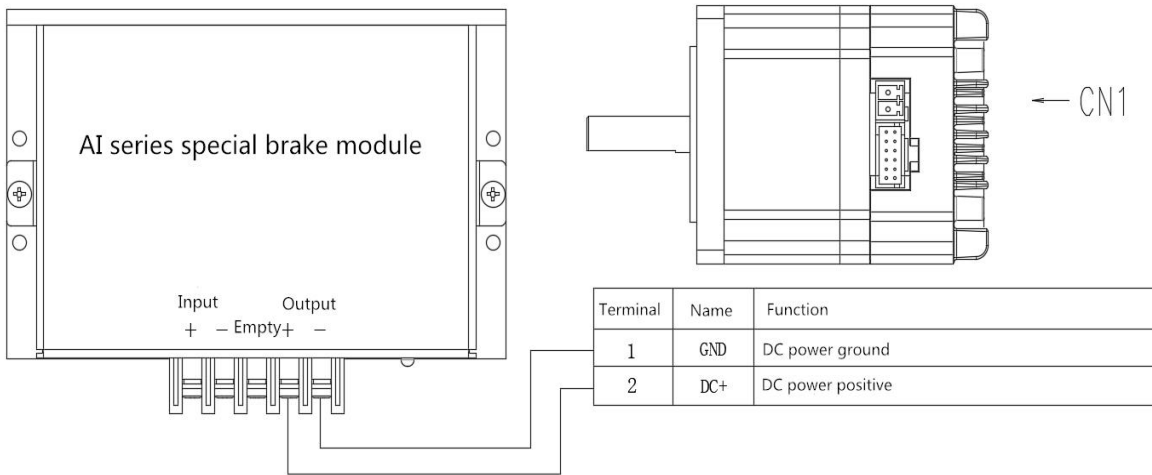 CN1
AI series special brake module
Input Output
+ − Empty + −
Terminal Name Function
1 GND DC power ground
2 DC+ DC power positive